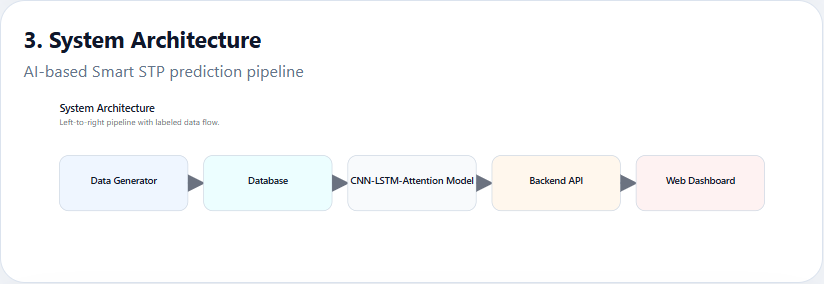 3. System Architecture
AI-based Smart STP prediction pipeline
System Architecture
Left-to-right pipeline with labeled data flow.
Data Generator
Database
CNN-LSTM-Attention Model
Backend API
Web Dashboard